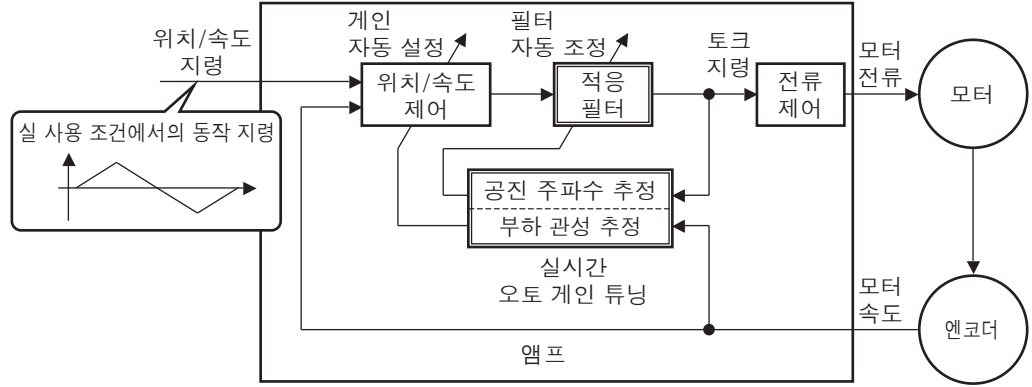 위치/속도
지령
게인
자동 설정
필터
자동 조정
토크
지령
모터
전류
위치/속도
제어
적응
필터
전류
제어
모터
실 사용 조건에서의 동작 지령
공진 주파수 추정
부하 관성 추정
실시간
오토 게인 튜닝
모터
속도
엔코더
앰프